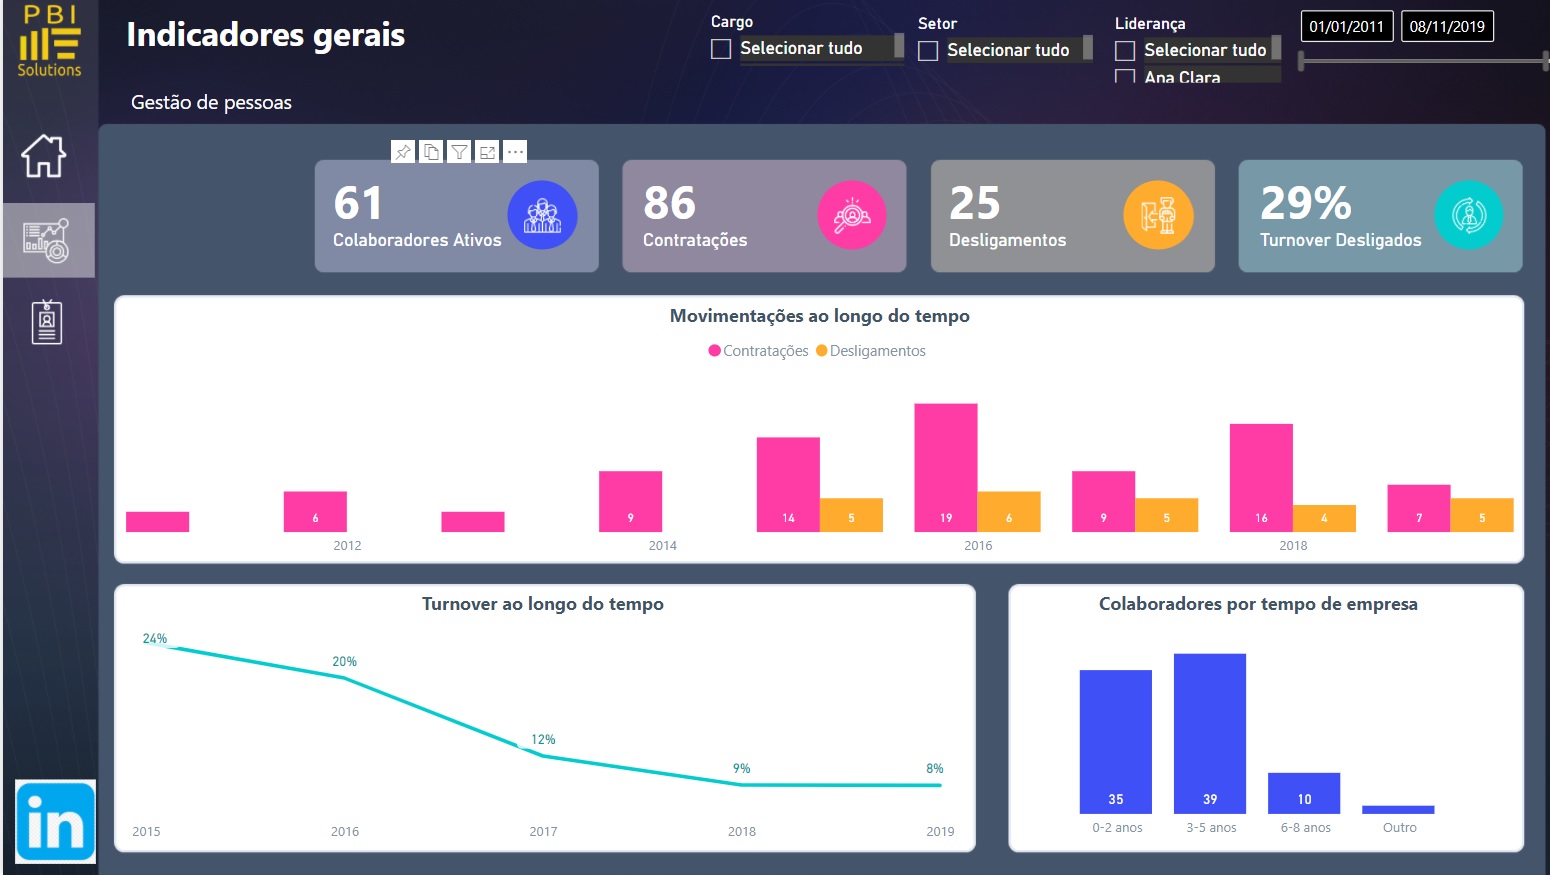 PBI
Solutions
Indicadores gerais
Gestão de pessoas
Cargo
Selecionar tudo
Setor
Selecionar tudo
Liderança
Selecionar tudo
Ana Clara
01/01/2011
08/11/2019
61
Colaboradores Ativos
86
Contratações
25
Desligamentos
29%
Turnover Desligados
Movimentações ao longo do tempo
Contratações Desligamentos
6 9 14 5 19 6 9 5 16 4 7 5
2012 2014 2016 2018
Turnover ao longo do tempo
24%
20%
12%
9%
8%
2015 2016 2017 2018 2019
Colaboradores por tempo de empresa
35 39 10
0-2 anos 3-5 anos 6-8 anos Outro
in